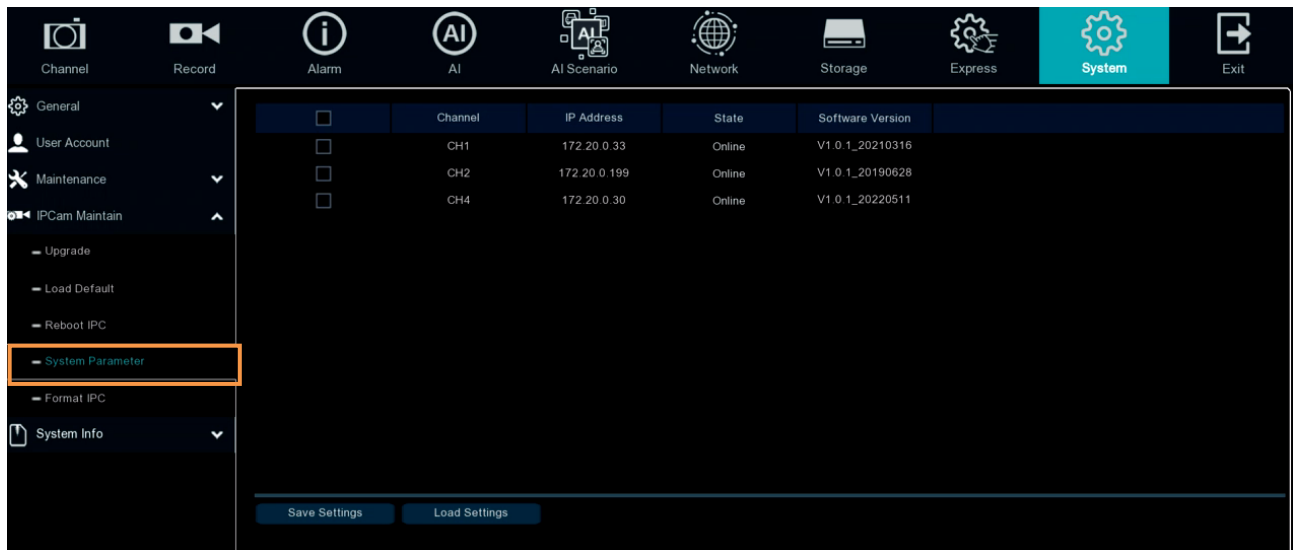 Channel Record Alarm AI AI Scenario Network Storage Express System Exit
General
User Account
Maintenance
IPCam Maintain
Upgrade
Load Default
Reboot IPC
System Parameter
Format IPC
System Info
Channel IP Address State Software Version
CH1 172.20.0.33 Online V1.0.1_20210316
CH2 172.20.0.199 Online V1.0.1_20190628
CH4 172.20.0.30 Online V1.0.1_20220511
Save Settings Load Settings